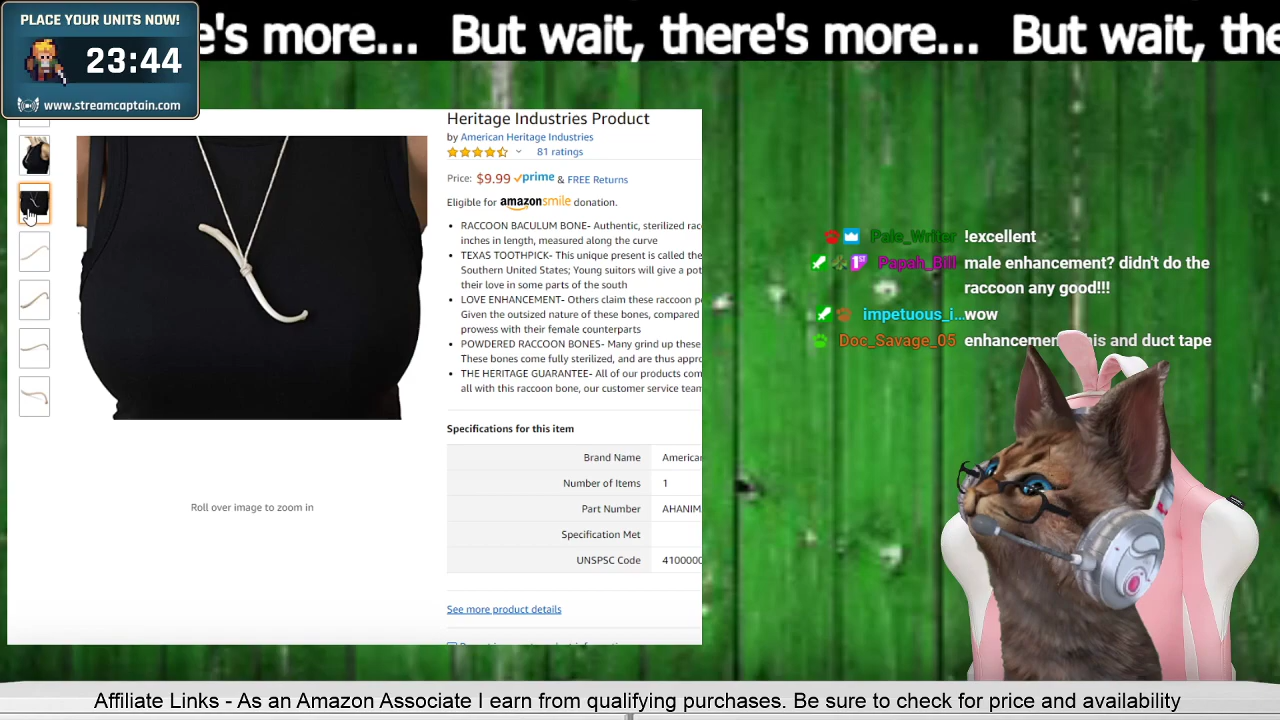 PLACE YOUR UNITS NOW!
23:44
www.streamcaptain.com
e's more... But wait, there's more... But wait, the
Heritage Industries Product
by American Heritage Industries
81 ratings
Price: $9.99 prime & FREE Returns
Eligible for amazonsmile donation.
RACCOON BACULUM BONE- Authentic, sterilized rac
inches in length, measured along the curve
TEXAS TOOTHPICK- This unique present is called the
Southern United States; Young suitors will give a pot
their love in some parts of the south
LOVE ENHANCEMENT- Others claim these raccoon p
Given the outsized nature of these bones, compared
prowess with their female counterparts
POWDERED RACCOON BONES- Many grind up these
These bones come fully sterilized, and are thus appro
THE HERITAGE GUARANTEE- All of our products com
all with this raccoon bone, our customer service team
Specifications for this item
Brand Name America
Number of Items 1
Part Number AHANIM
Specification Met
UNSPSC Code 4100000
See more product details
Roll over image to zoom in
Pale_Writer !excellent
Papah_Bill male enhancement? didn't do the
raccoon any good!!!
impetuous_i... wow
Doc_Savage_05 enhancement this and duct tape
Affiliate Links - As an Amazon Associate I earn from qualifying purchases. Be sure to check for price and availability